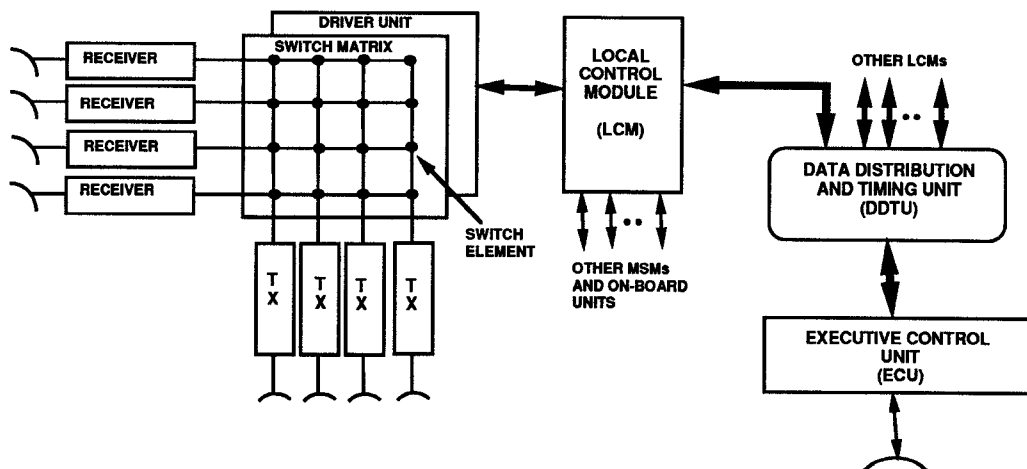 DRIVER UNIT
SWITCH MATRIX
RECEIVER
RECEIVER
RECEIVER
RECEIVER
SWITCH
ELEMENT
T
X
T
X
T
X
T
X
LOCAL
CONTROL
MODULE
(LCM)
OTHER MSMs
AND ON-BOARD
UNITS
OTHER LCMs
DATA DISTRIBUTION
AND TIMING UNIT
(DDTU)
EXECUTIVE CONTROL
UNIT
(ECU)